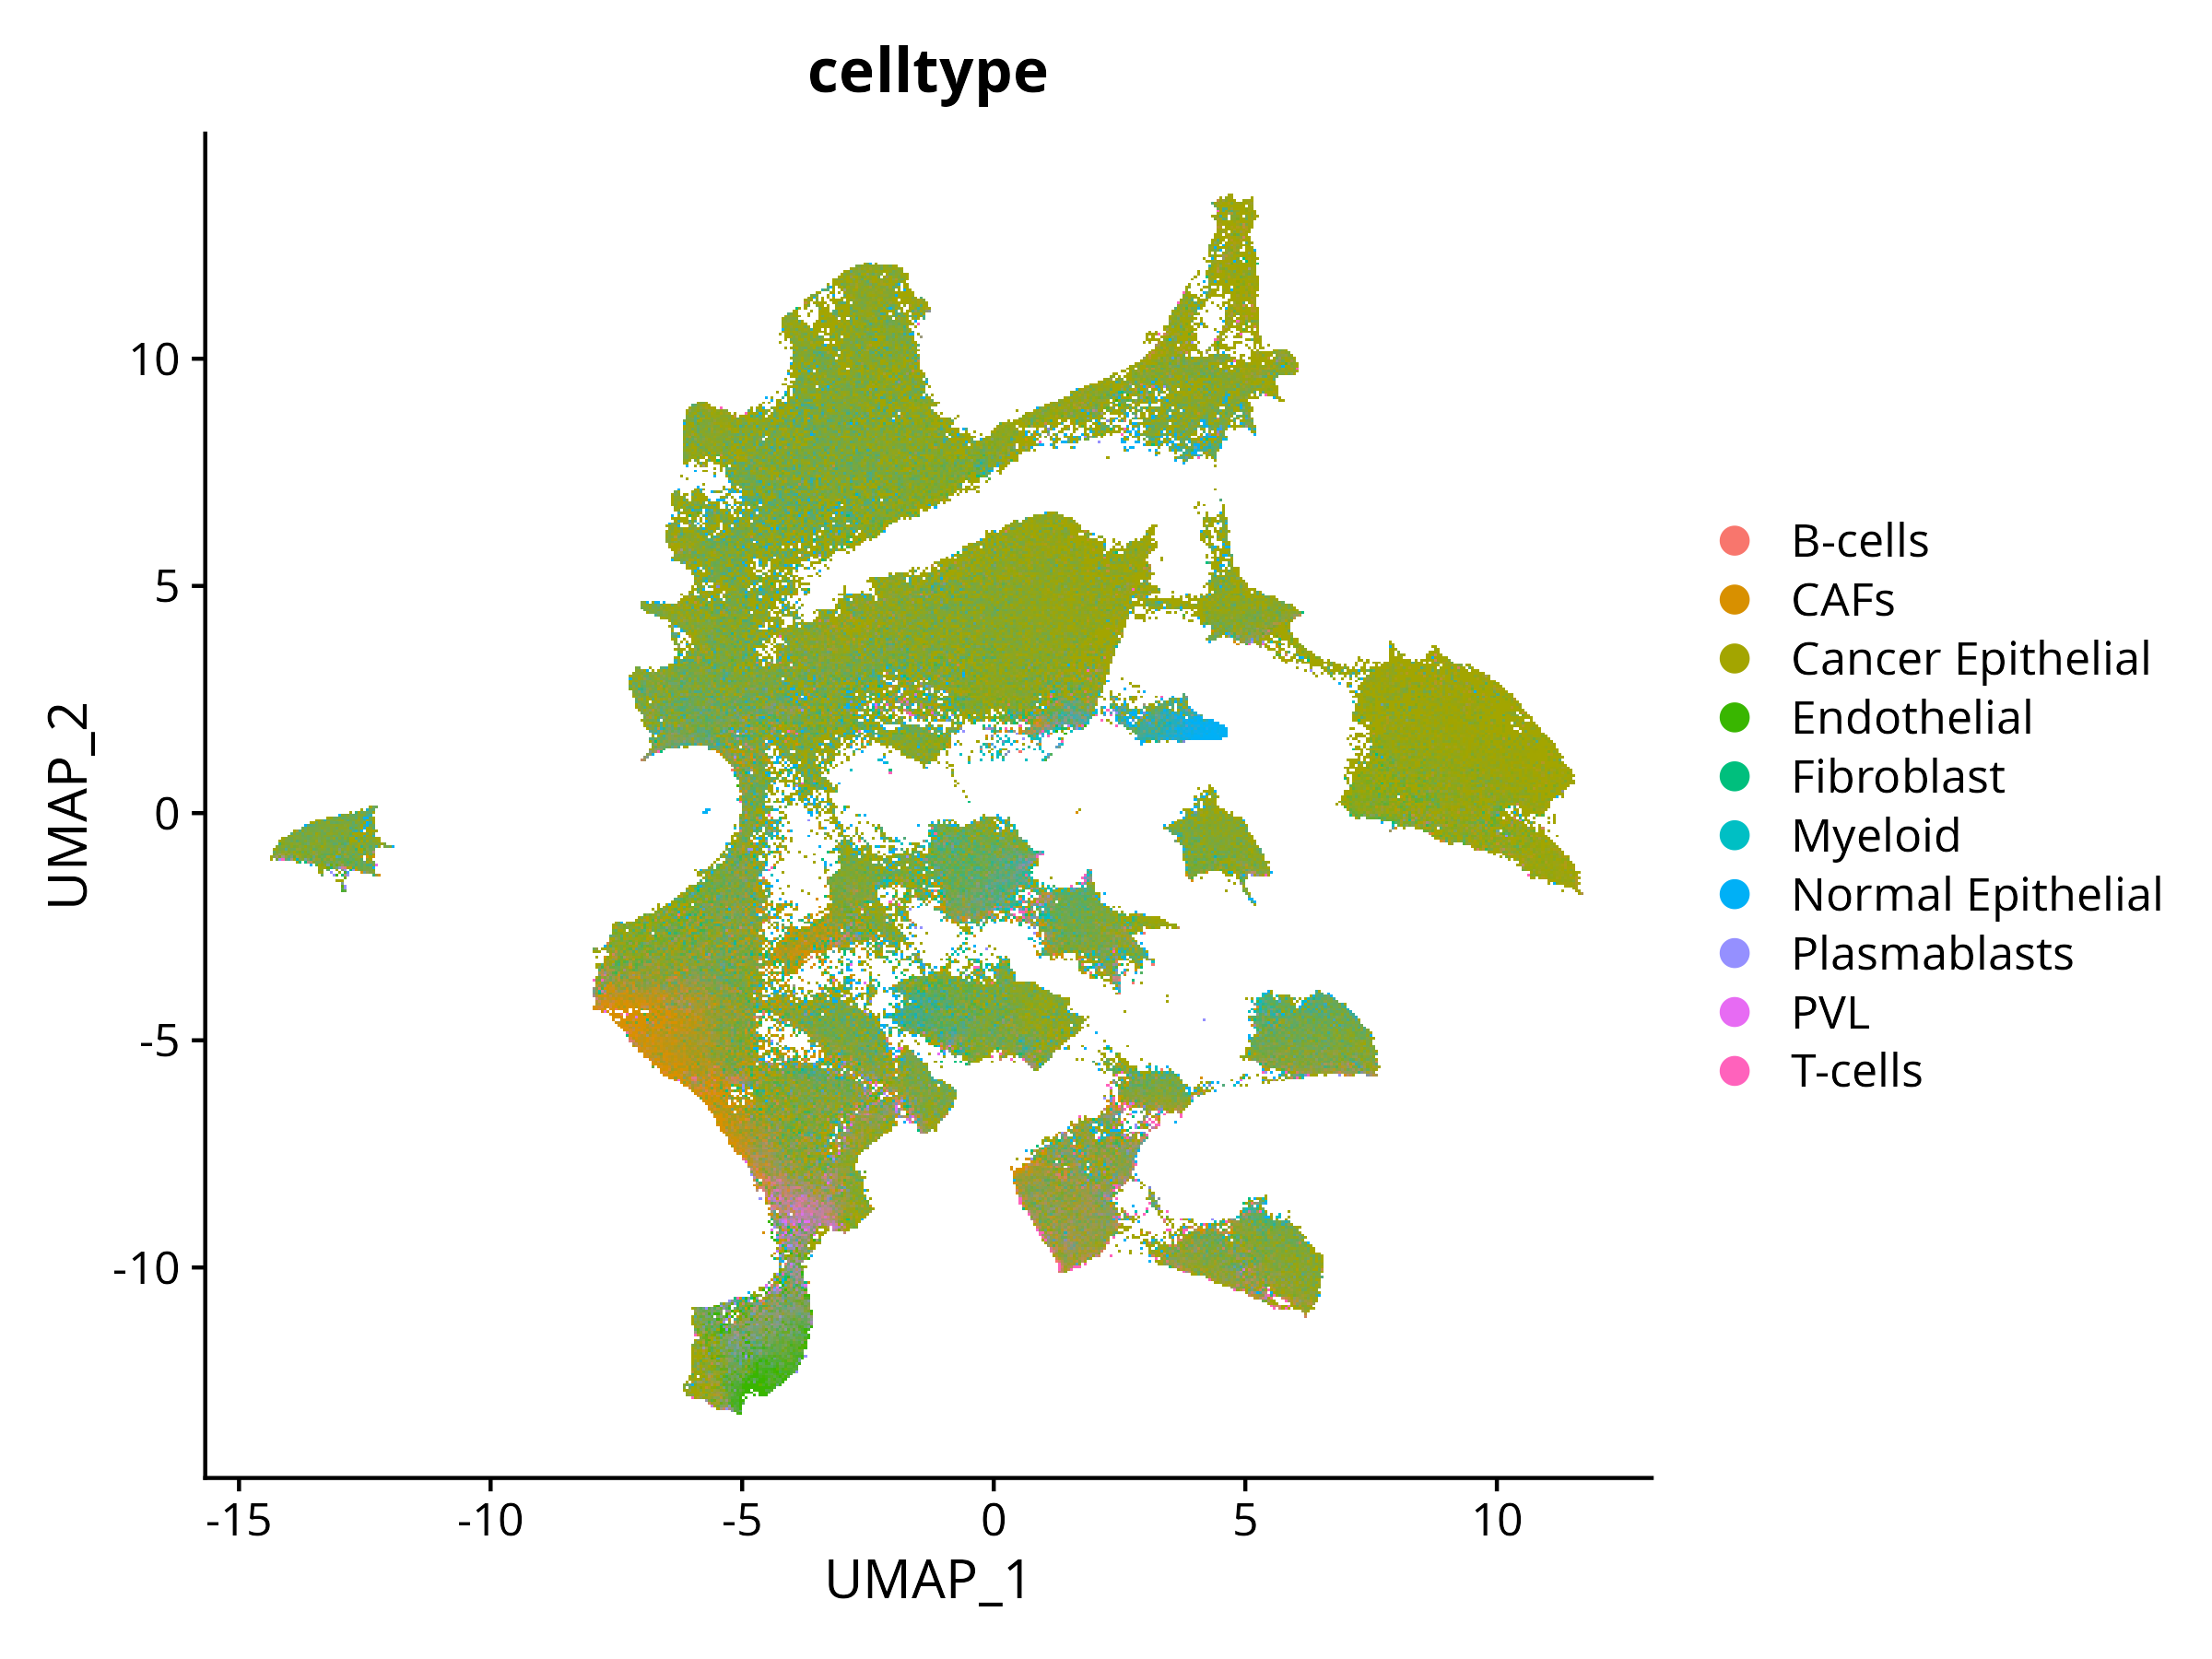 celltype
UMAP_2
10
5
0
-5
-10
-15
-10
-5
0
5
10
UMAP_1
B-cells
CAFs
Cancer Epithelial
Endothelial
Fibroblast
Myeloid
Normal Epithelial
Plasmablasts
PVL
T-cells